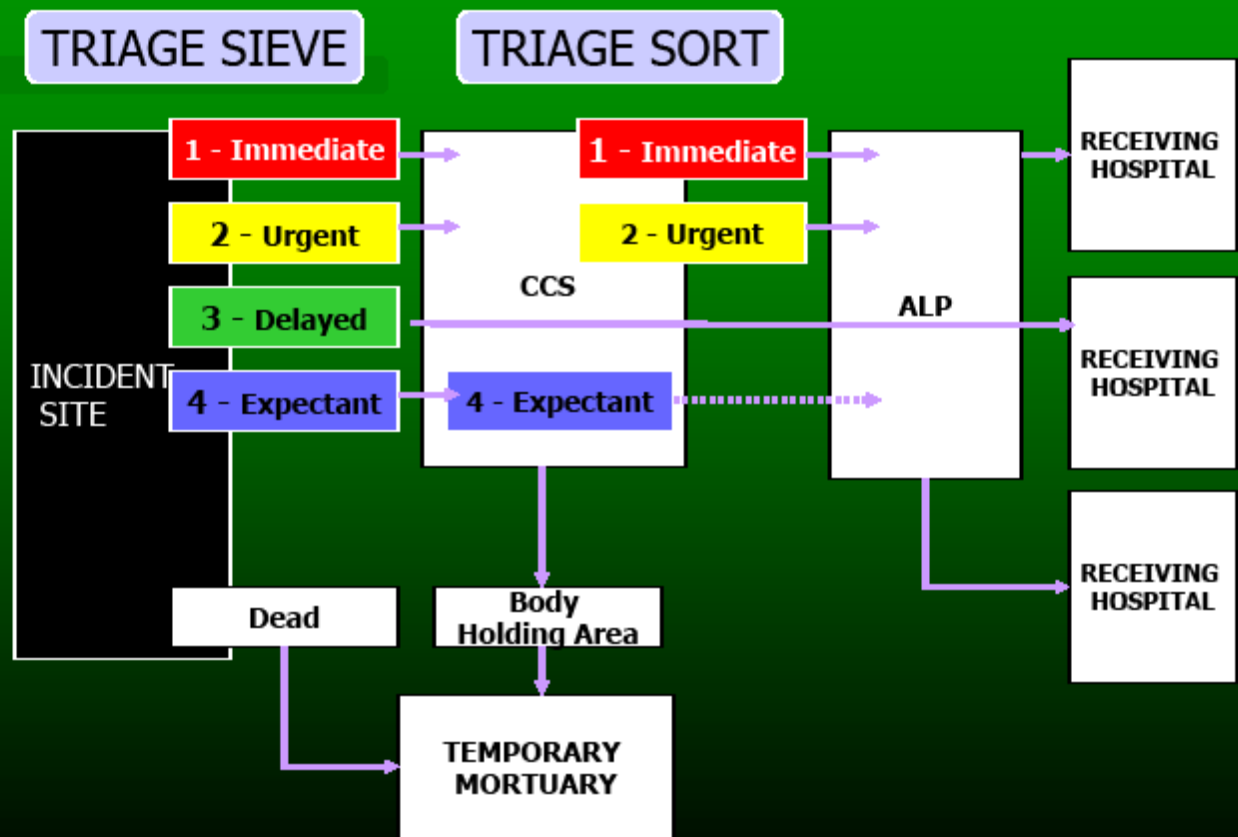 TRIAGE SIEVE
TRIAGE SORT
1 - Immediate
2 - Urgent
3 - Delayed
4 - Expectant
INCIDENT
SITE
Dead
CCS
1 - Immediate
2 - Urgent
4 - Expectant
Body
Holding Area
TEMPORARY
MORTUARY
ALP
RECEIVING
HOSPITAL
RECEIVING
HOSPITAL
RECEIVING
HOSPITAL